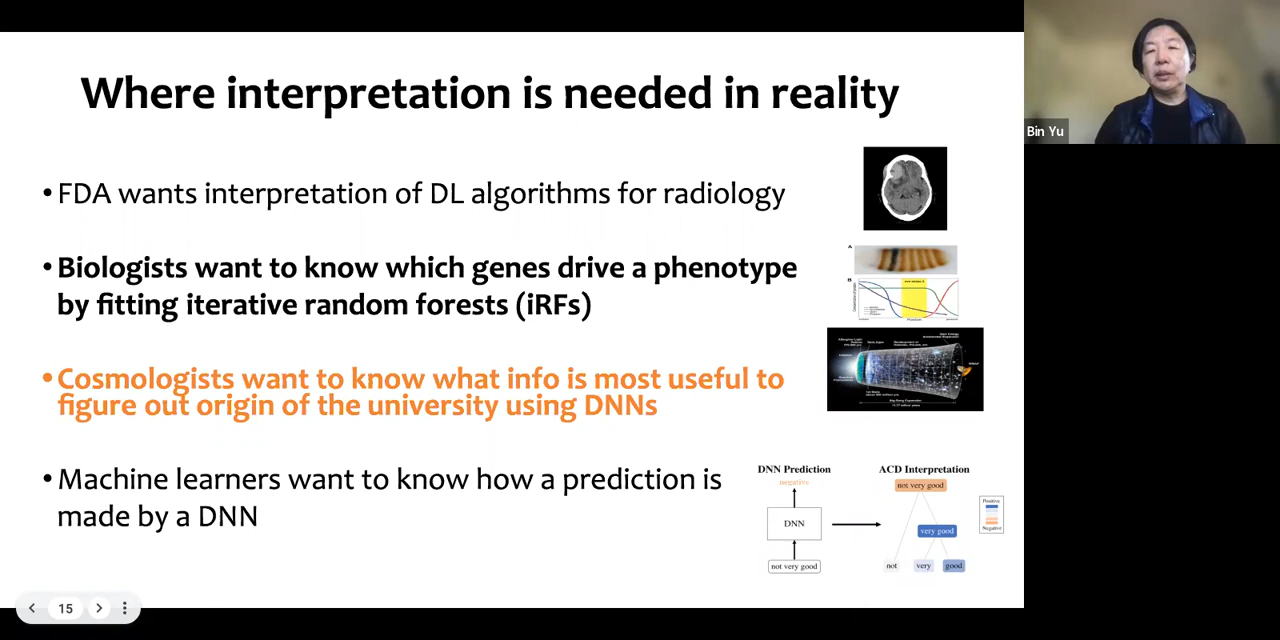 Where interpretation is needed in reality
Bin Yu
• FDA wants interpretation of DL algorithms for radiology
• Biologists want to know which genes drive a phenotype
by fitting iterative random forests (iRFs)
A
B
• Cosmologists want to know what info is most useful to
figure out origin of the university using DNNs
• Machine learners want to know how a prediction is
made by a DNN
DNN Prediction
negative
DNN
not very good
ACD Interpretation
not very good
very good
not very good
Positive
Negative
15